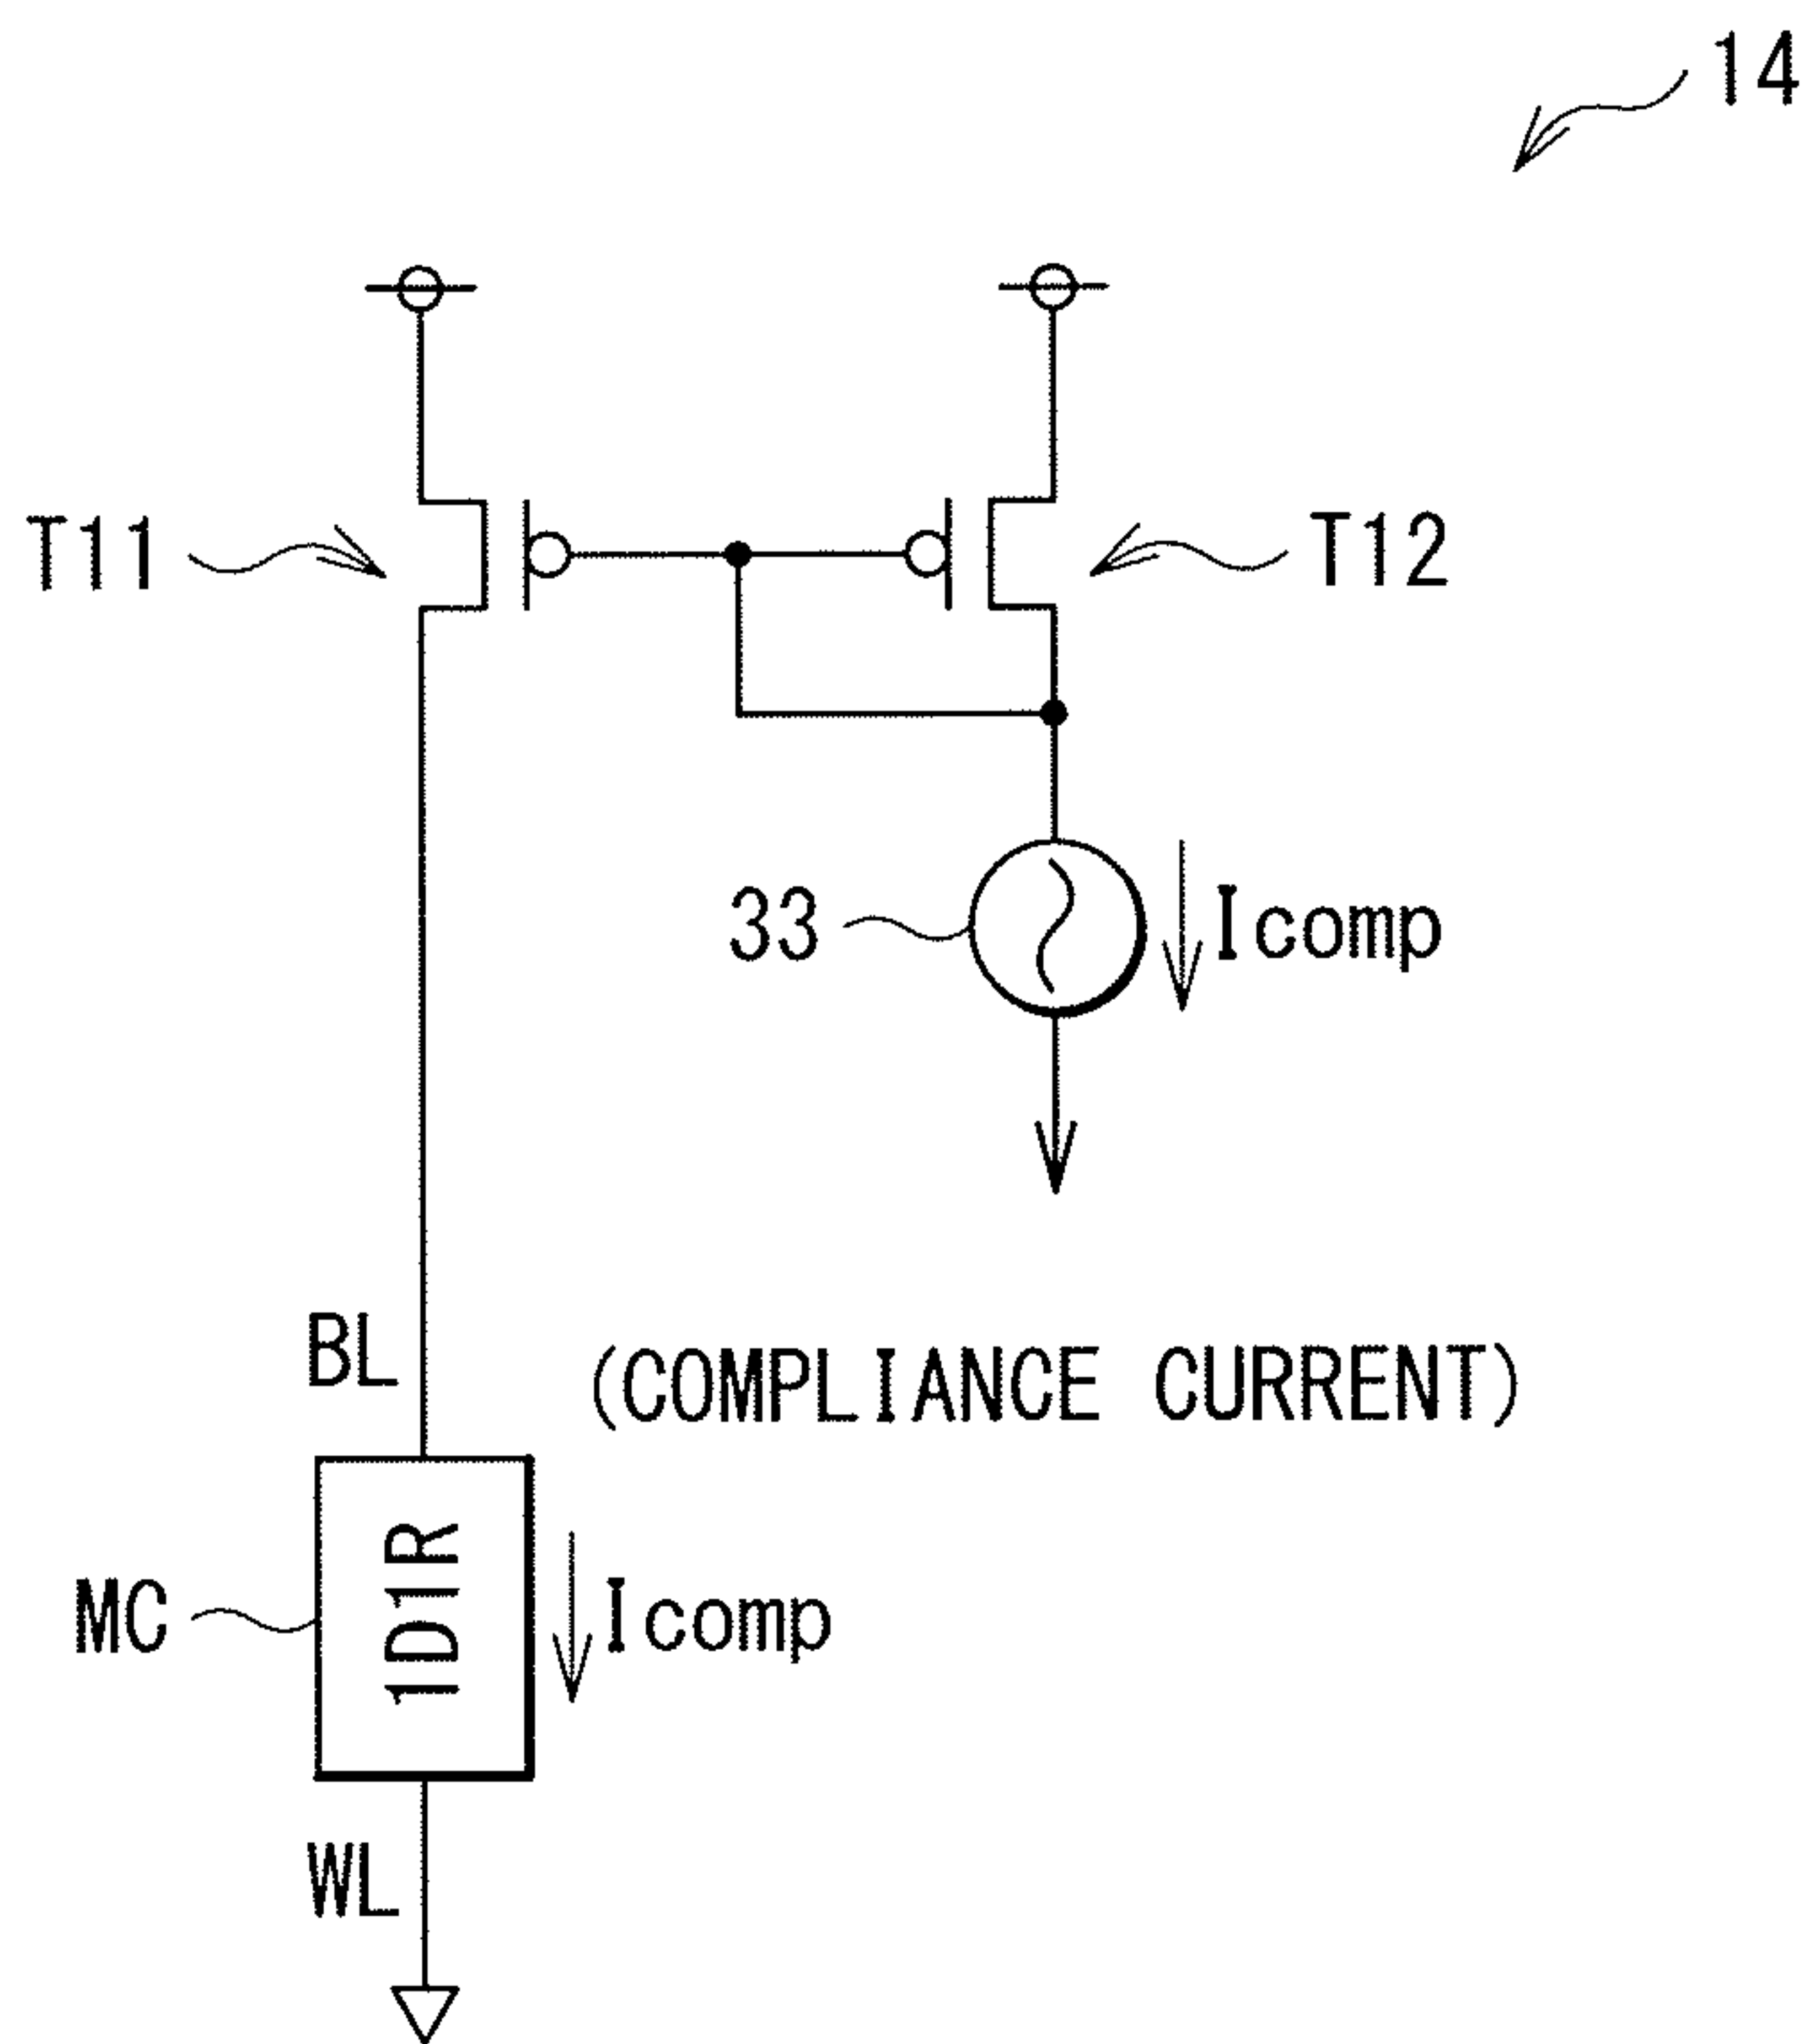 14
T11
T12
33
Icomp
BL
(COMPLIANCE CURRENT)
MC
1D1R
Icomp
WL